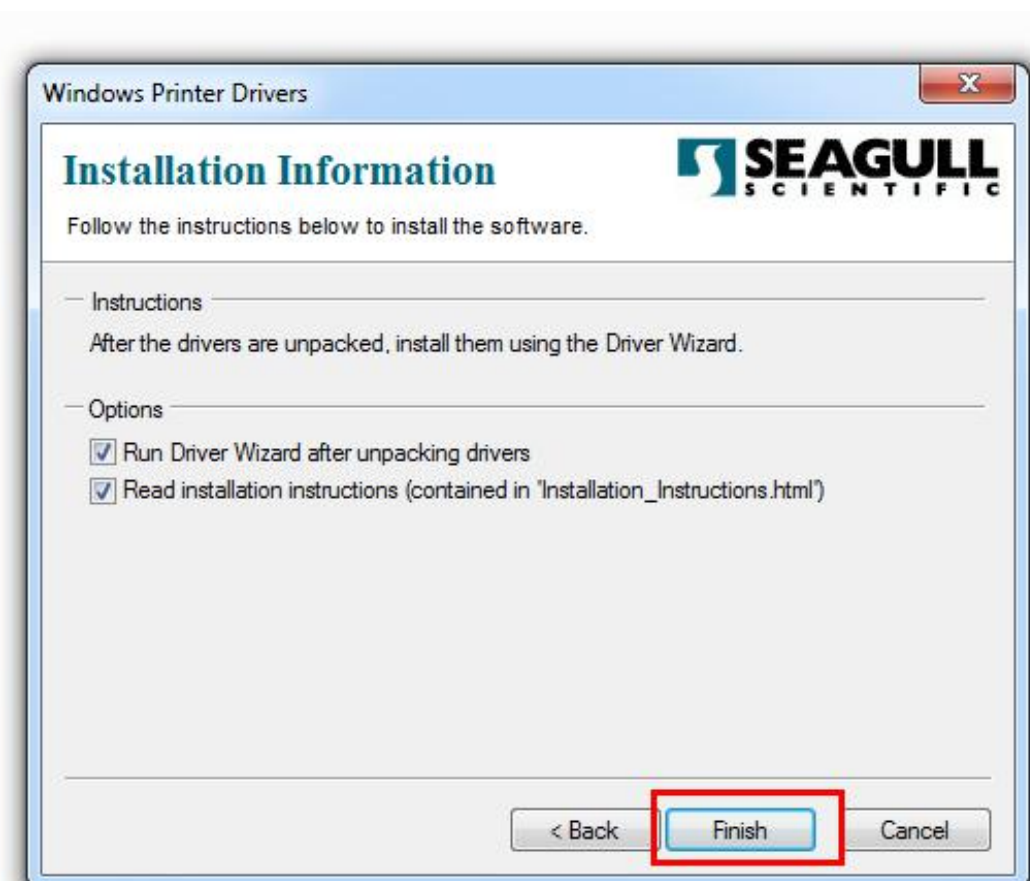 Windows Printer Drivers
Installation Information
SEAGULL
SCIENTIFIC
Follow the instructions below to install the software.
Instructions
After the drivers are unpacked, install them using the Driver Wizard.
Options
Run Driver Wizard after unpacking drivers
Read installation instructions (contained in 'Installation_Instructions.html')
< Back Finish Cancel